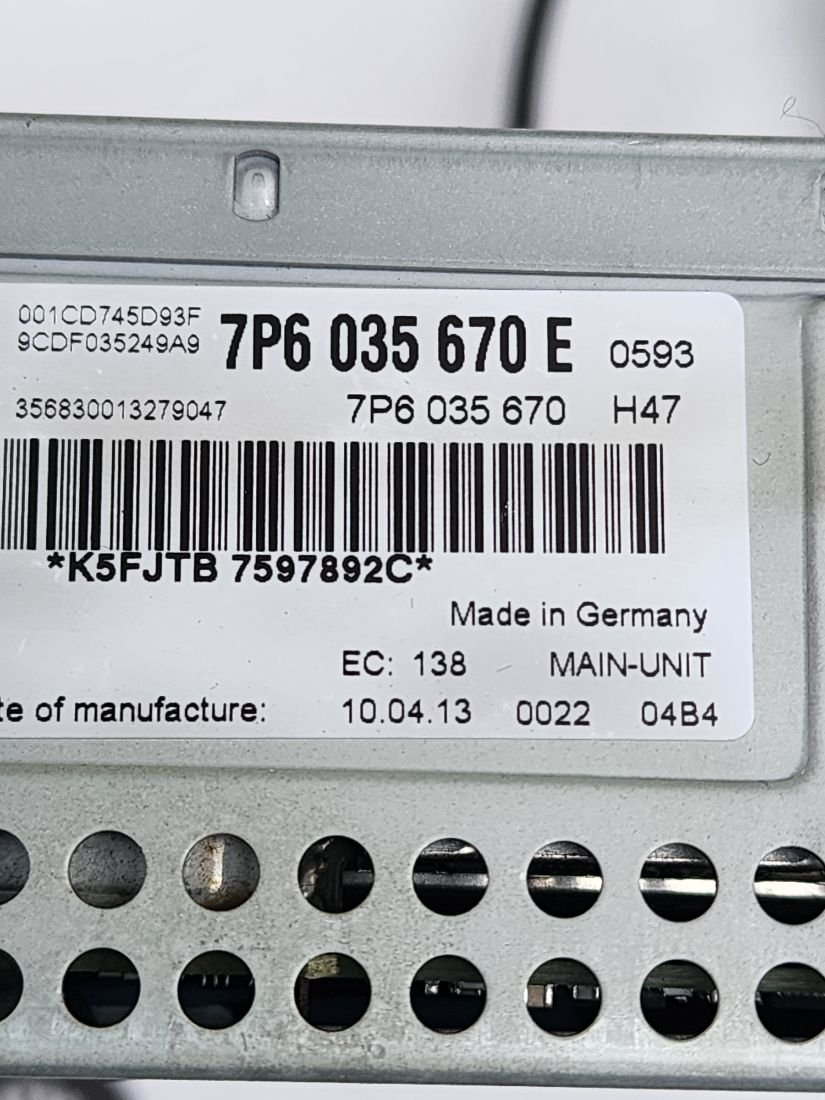 001CD745D93F
9CDF035249A9
7P6 035 670 E 0593
356830013279047 7P6 035 670 H47
*K5FJTB 7597892C*
Made in Germany
EC: 138 MAIN-UNIT
te of manufacture: 10.04.13 0022 04B4